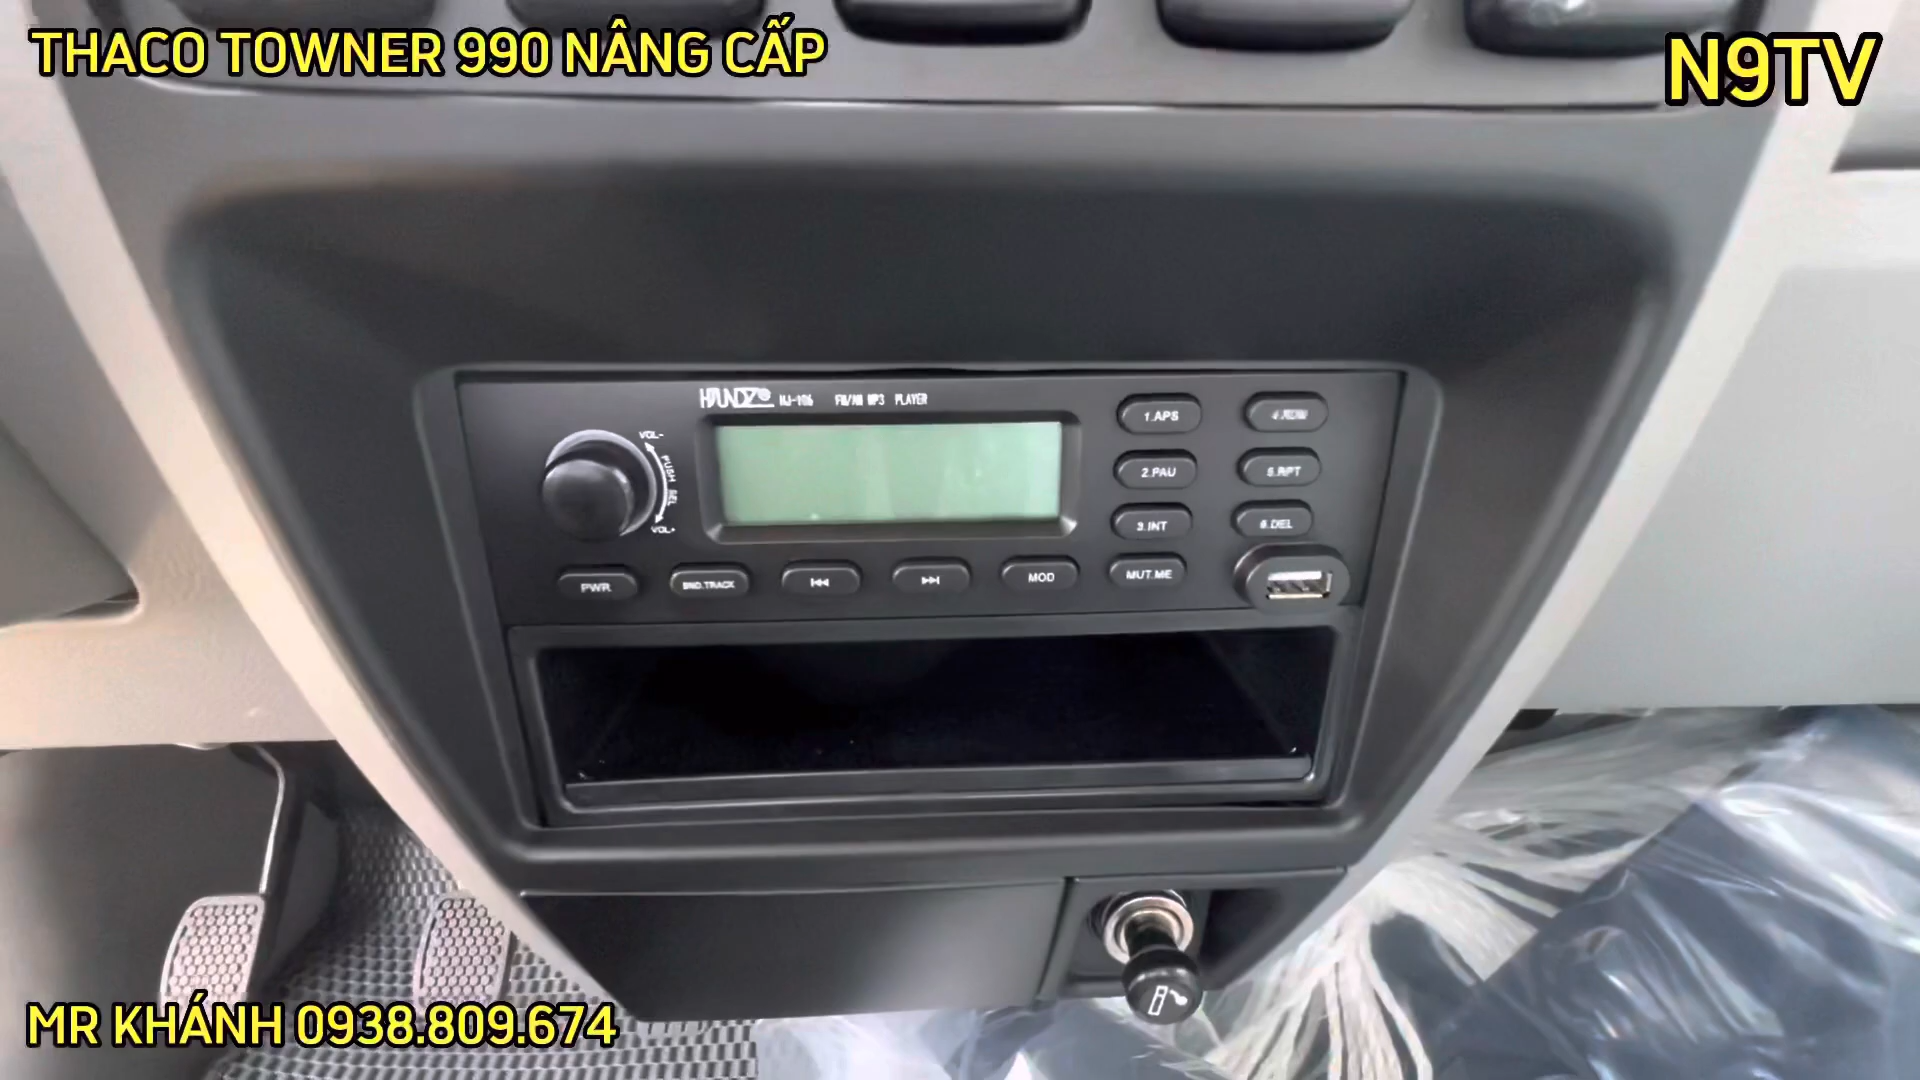 THACO TOWNER 990 NÂNG CẤP
N9TV
FM/AM MP3 PLAYER
VOL-
PUSH SEL
VOL+
1.APS
2.PAU
5.RPT
3.INT
6.DEL
PWR
BND.TRACK
MOD
MUT.ME
MR KHÁNH 0938.809.674